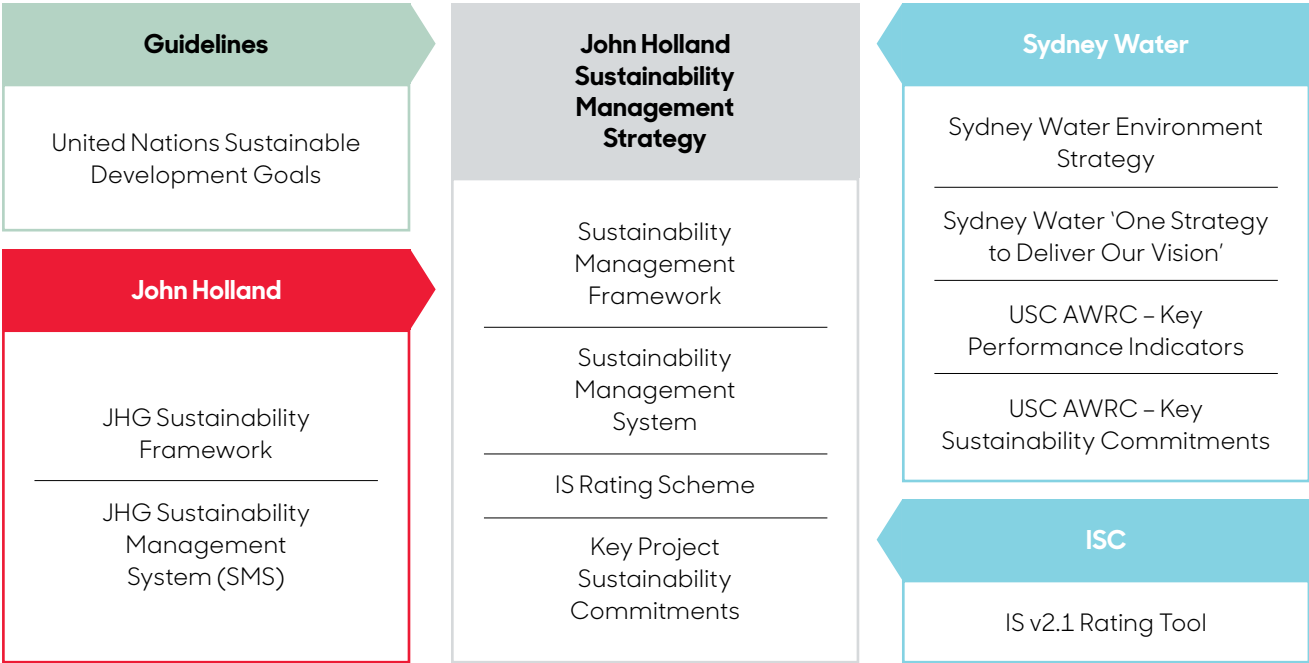 Guidelines
United Nations Sustainable
Development Goals
John Holland
JHG Sustainability
Framework
JHG Sustainability
Management
System (SMS)
John Holland
Sustainability
Management
Strategy
Sustainability
Management
Framework
Sustainability
Management
System
IS Rating Scheme
Key Project
Sustainability
Commitments
Sydney Water
Sydney Water Environment
Strategy
Sydney Water ‘One Strategy
to Deliver Our Vision’
USC AWRC – Key
Performance Indicators
USC AWRC – Key
Sustainability Commitments
ISC
IS v2.1 Rating Tool